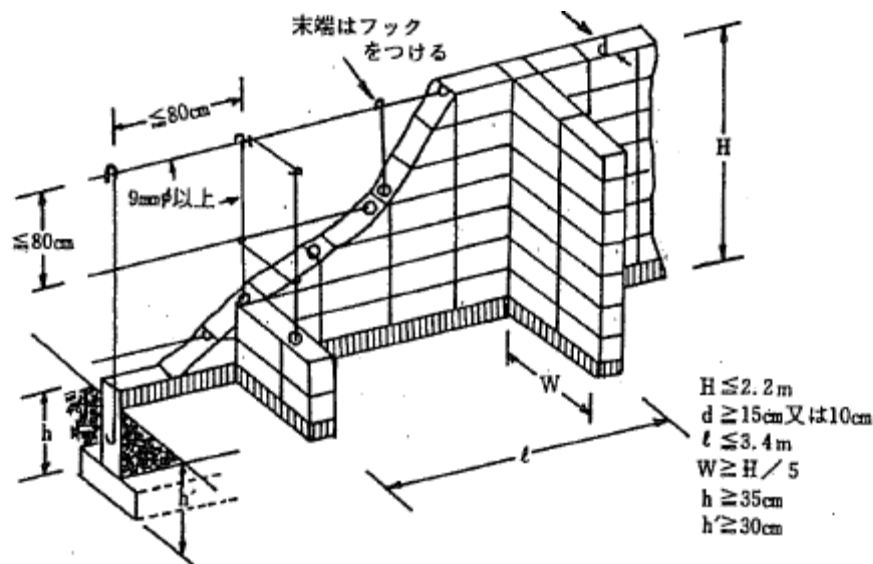 末端はフック
をつける
≦80cm
9mmφ以上
≦80cm
H
h
h′
W
ℓ
H≦2.2m
d≧15cm又は10cm
ℓ≦3.4m
W≧H/5
h≧35cm
h′≧30cm